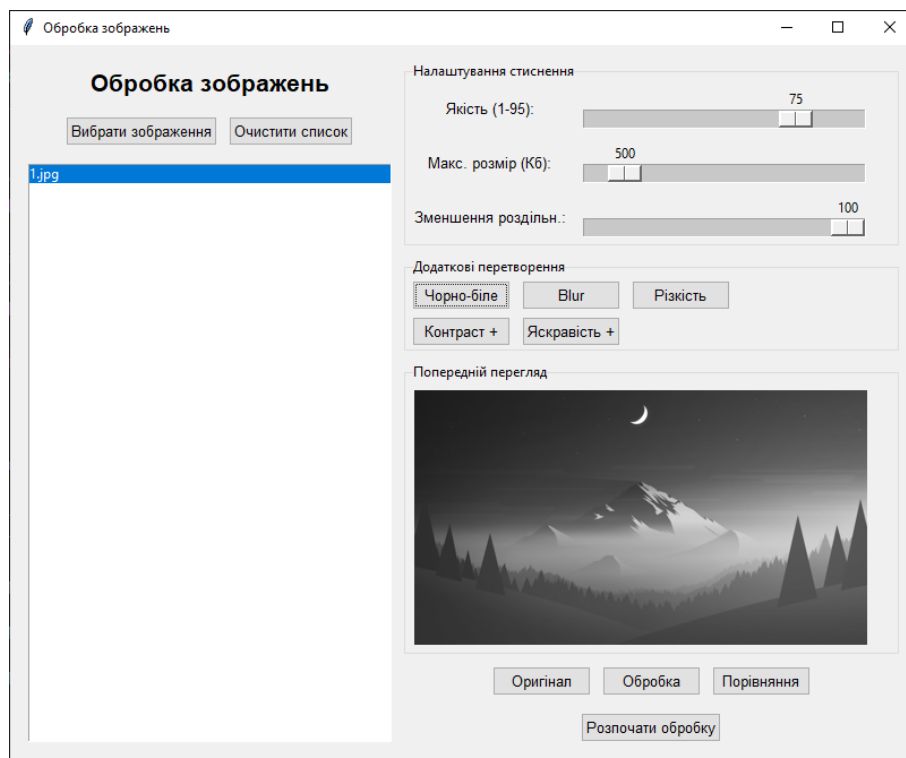 Обробка зображень
Обробка зображень
Вибрати зображення Очистити список
1.jpg
Налаштування стиснення
Якість (1-95): 75
Макс. розмір (Кб): 500
Зменшення роздільн.: 100
Додаткові перетворення
Чорно-біле Blur Різкість
Контраст + Яскравість +
Попередній перегляд
Оригінал Обробка Порівняння
Розпочати обробку